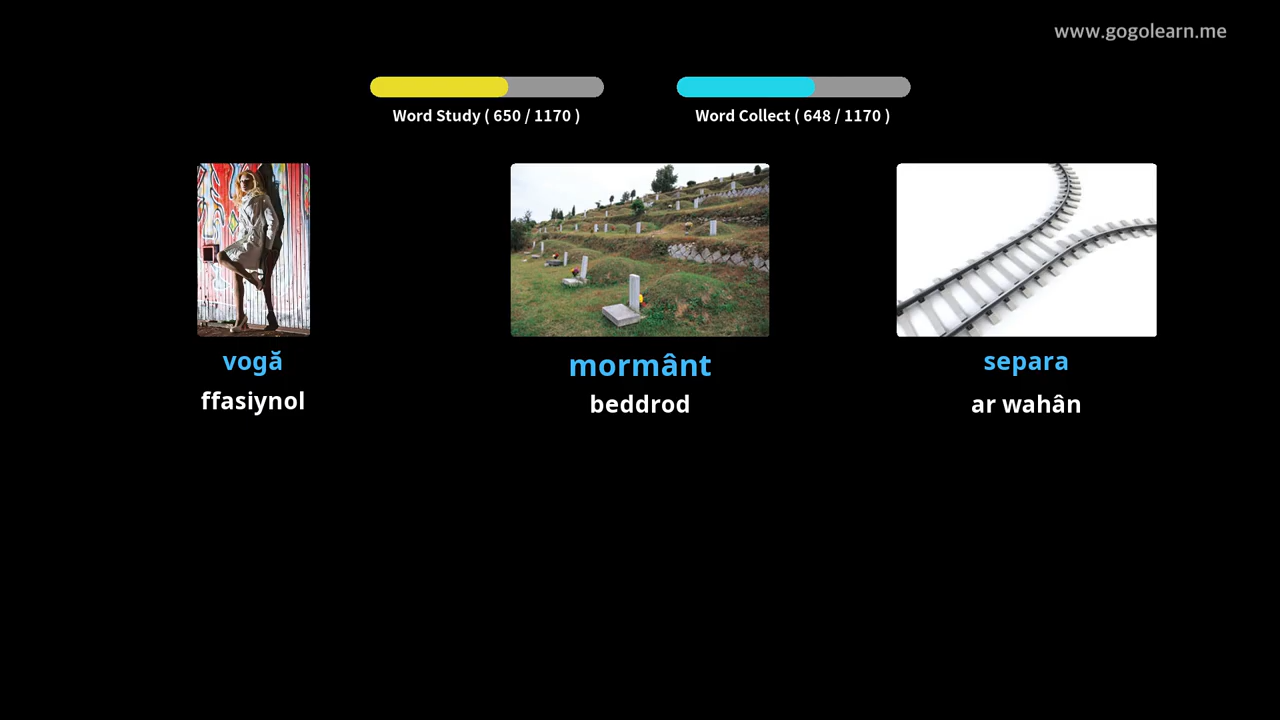 www.gogolearn.me
Word Study ( 650 / 1170 )
Word Collect ( 648 / 1170 )
vogă
ffasiynol
mormânt
beddrod
separa
ar wahân